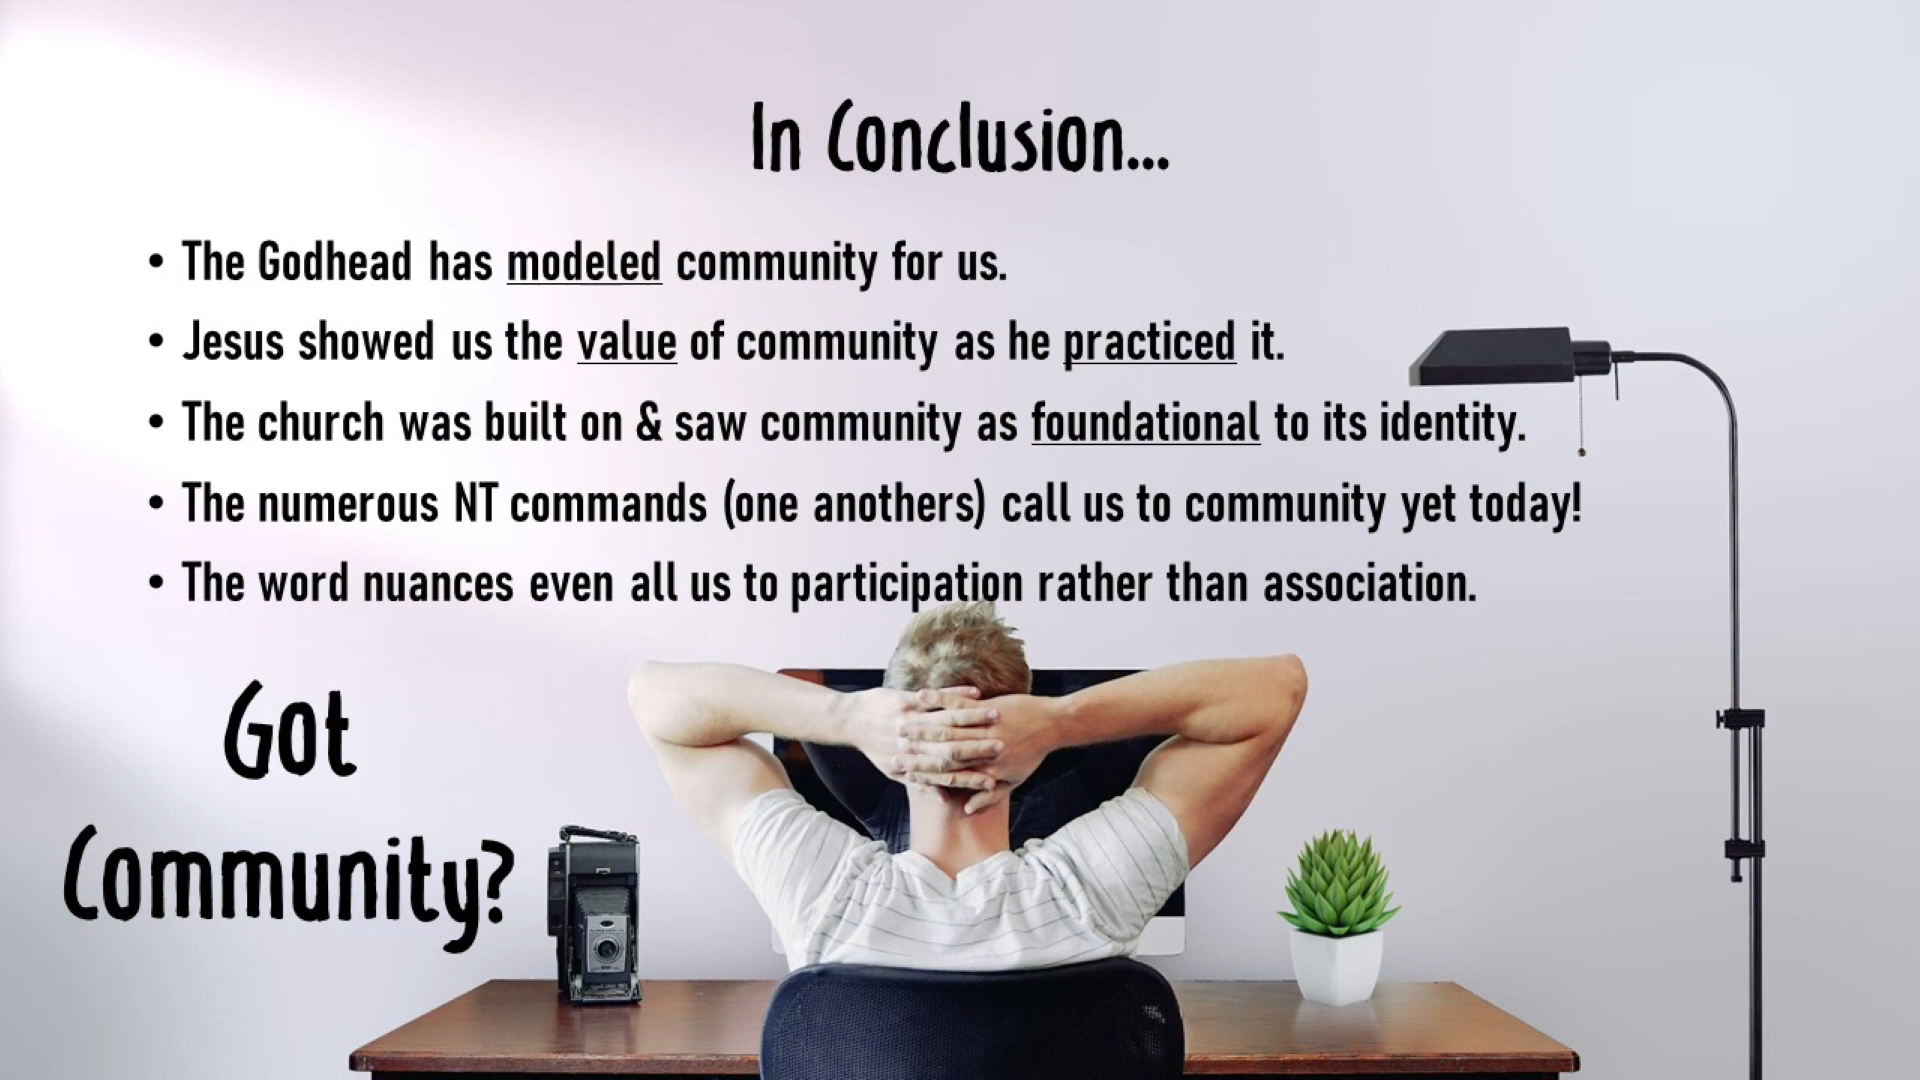 In Conclusion...
• The Godhead has modeled community for us.
• Jesus showed us the value of community as he practiced it.
• The church was built on & saw community as foundational to its identity.
• The numerous NT commands (one anothers) call us to community yet today!
• The word nuances even all us to participation rather than association.
Got
Community?